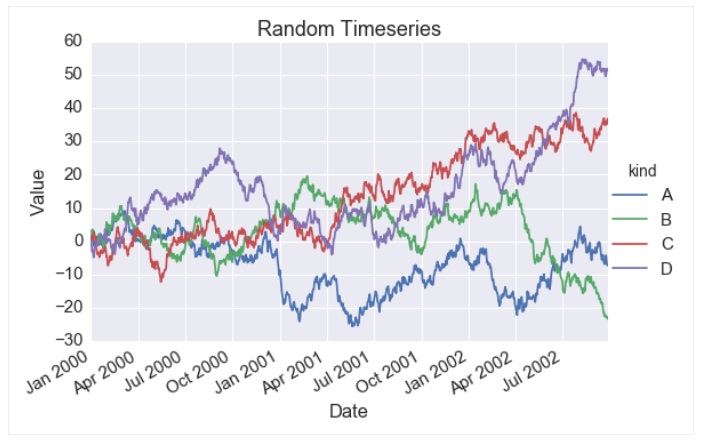 Random Timeseries
60
50
40
30
20
10
0
−10
−20
−30
Value
Jan 2000
Apr 2000
Jul 2000
Oct 2000
Jan 2001
Apr 2001
Jul 2001
Oct 2001
Jan 2002
Apr 2002
Jul 2002
Date
kind
A
B
C
D